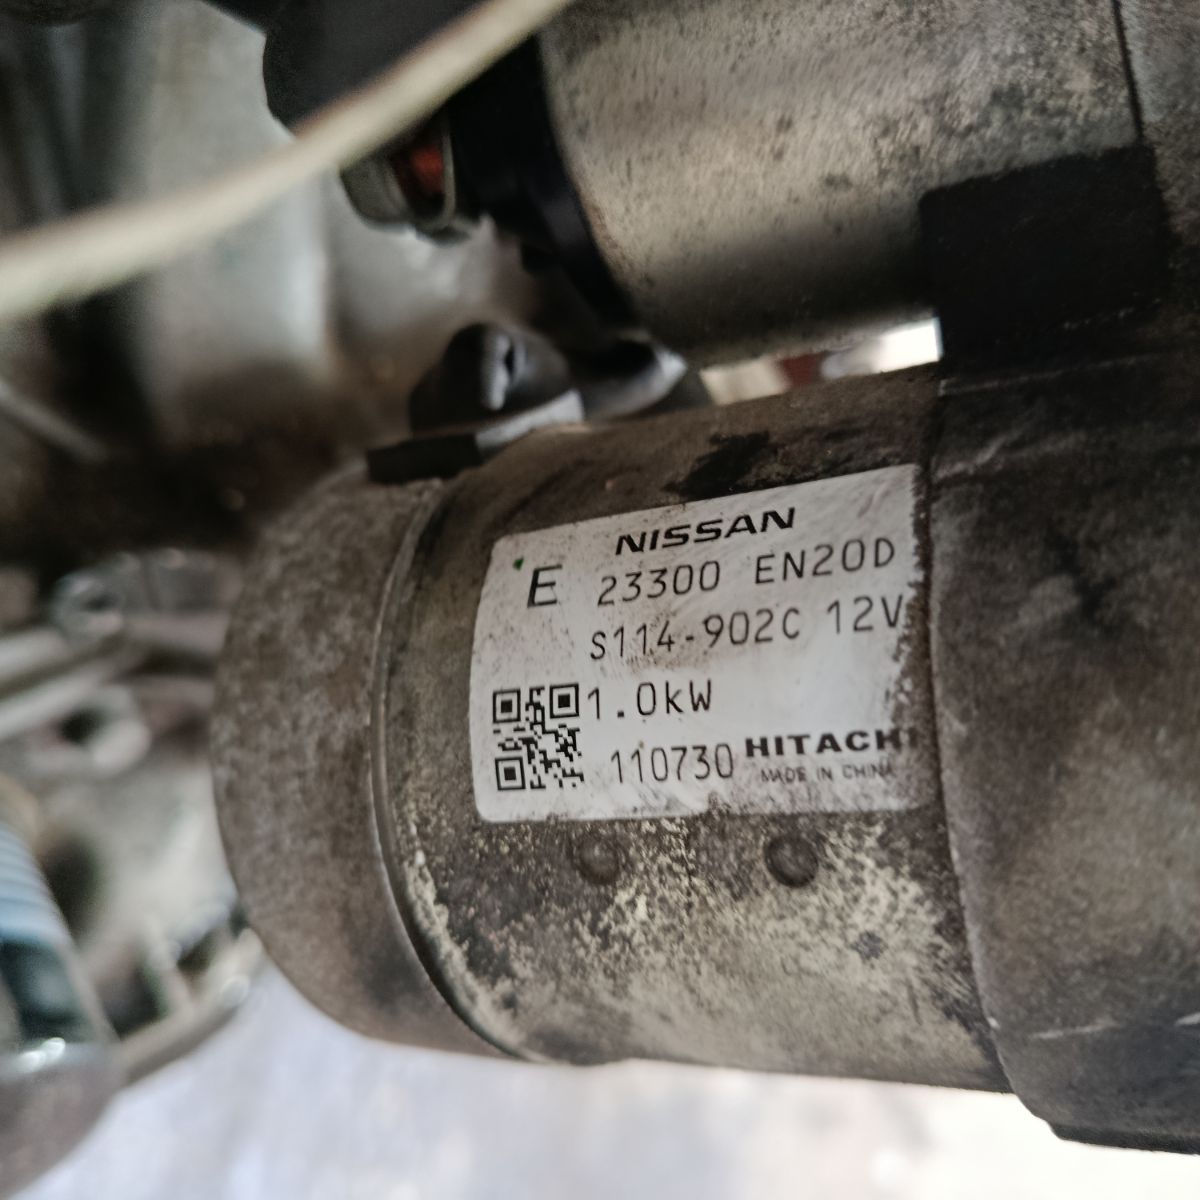 NISSAN
E 23300 EN20D
S114-902C 12V
1.0kW
110730 HITACHI
MADE IN CHINA